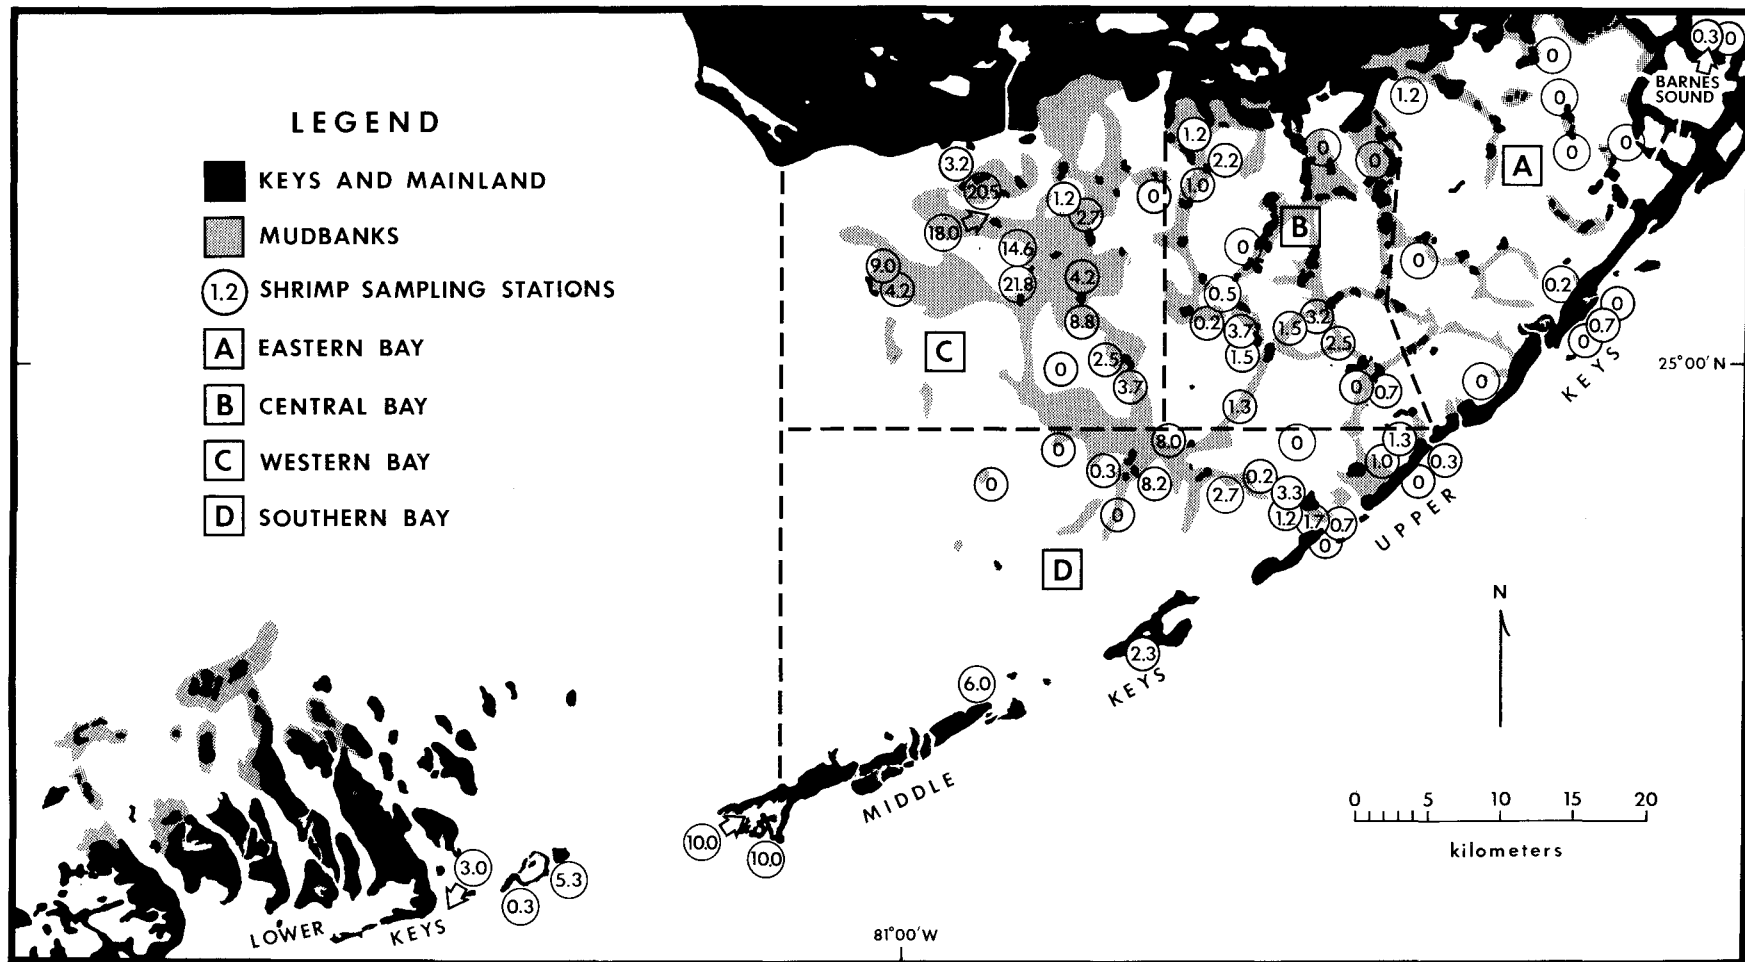 LEGEND
KEYS AND MAINLAND
MUDBANKS
1.2 SHRIMP SAMPLING STATIONS
A EASTERN BAY
B CENTRAL BAY
C WESTERN BAY
D SOUTHERN BAY
0.3 0
BARNES
SOUND
0
1.2
0
0
0
A
1.2
2.2
1.0
0
0
0
B
0
0
0.2
0
0.7
0
0
3.2
20.5
18.0
1.2
2.7
0
14.6
9.0
4.2
21.8
4.2
8.8
C
0
2.5
3.7
0.5
0.2
3.7
1.5
1.5
3.2
2.5
1.3
0
0.7
25°00' N
KEYS
0
0
8.0
0.3
8.2
0
0
2.7
0.2
3.3
1.2
1.7
0.7
0
1.3
1.0
0.3
0
UPPER
D
2.3
KEYS
6.0
MIDDLE
10.0
10.0
3.0
0.3
5.3
LOWER KEYS
81°00' W
N
0 5 10 15 20
kilometers